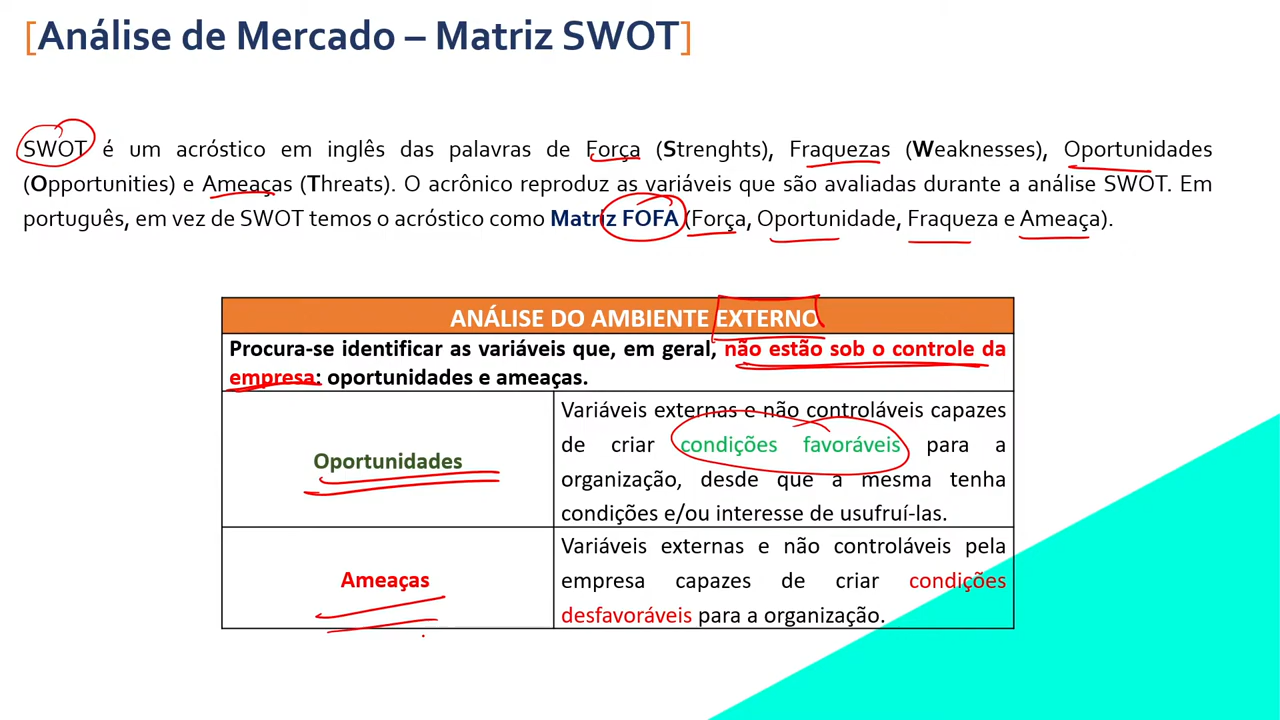 [Análise de Mercado – Matriz SWOT]
SWOT é um acróstico em inglês das palavras de Força (Strenghts), Fraquezas (Weaknesses), Oportunidades
(Opportunities) e Ameaças (Threats). O acrônico reproduz as variáveis que são avaliadas durante a análise SWOT. Em
português, em vez de SWOT temos o acróstico como Matriz FOFA (Força, Oportunidade, Fraqueza e Ameaça).
ANÁLISE DO AMBIENTE EXTERNO
Procura-se identificar as variáveis que, em geral, não estão sob o controle da
empresa: oportunidades e ameaças.
Oportunidades
Variáveis externas e não controláveis capazes
de criar condições favoráveis para a
organização, desde que a mesma tenha
condições e/ou interesse de usufruí-las.
Ameaças
Variáveis externas e não controláveis pela
empresa capazes de criar condições
desfavoráveis para a organização.